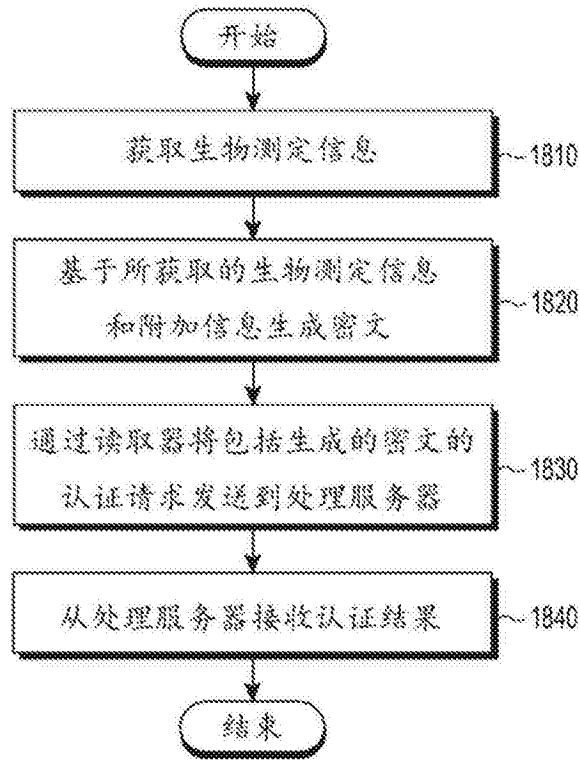 开始
获取生物测定信息
1810
基于所获取的生物测定信息
和附加信息生成密文
1820
通过读取器将包括生成的密文的
认证请求发送到处理服务器
1830
从处理服务器接收认证结果
1840
结束